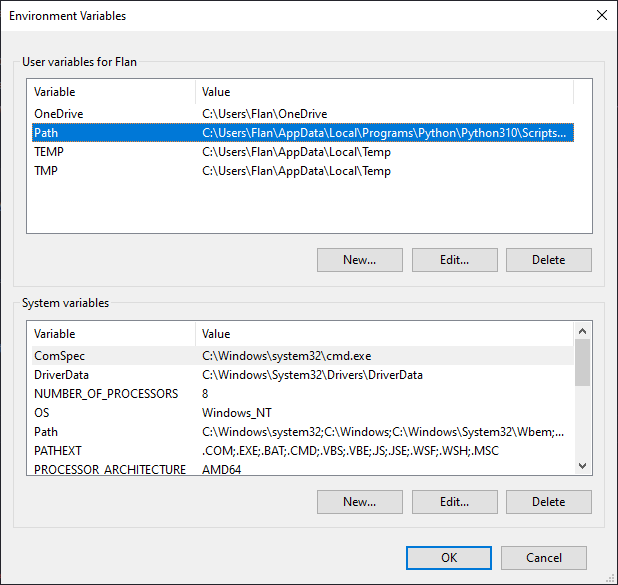 Environment Variables
User variables for Flan
Variable Value
OneDrive C:\Users\Flan\OneDrive
Path C:\Users\Flan\AppData\Local\Programs\Python\Python310\Scripts...
TEMP C:\Users\Flan\AppData\Local\Temp
TMP C:\Users\Flan\AppData\Local\Temp
New... Edit... Delete
System variables
Variable Value
ComSpec C:\Windows\system32\cmd.exe
DriverData C:\Windows\System32\Drivers\DriverData
NUMBER_OF_PROCESSORS 8
OS Windows_NT
Path C:\Windows\system32;C:\Windows;C:\Windows\System32\Wbem;...
PATHEXT .COM;.EXE;.BAT;.CMD;.VBS;.VBE;.JS;.JSE;.WSF;.WSH;.MSC
PROCESSOR_ARCHITECTURE AMD64
New... Edit... Delete
OK Cancel